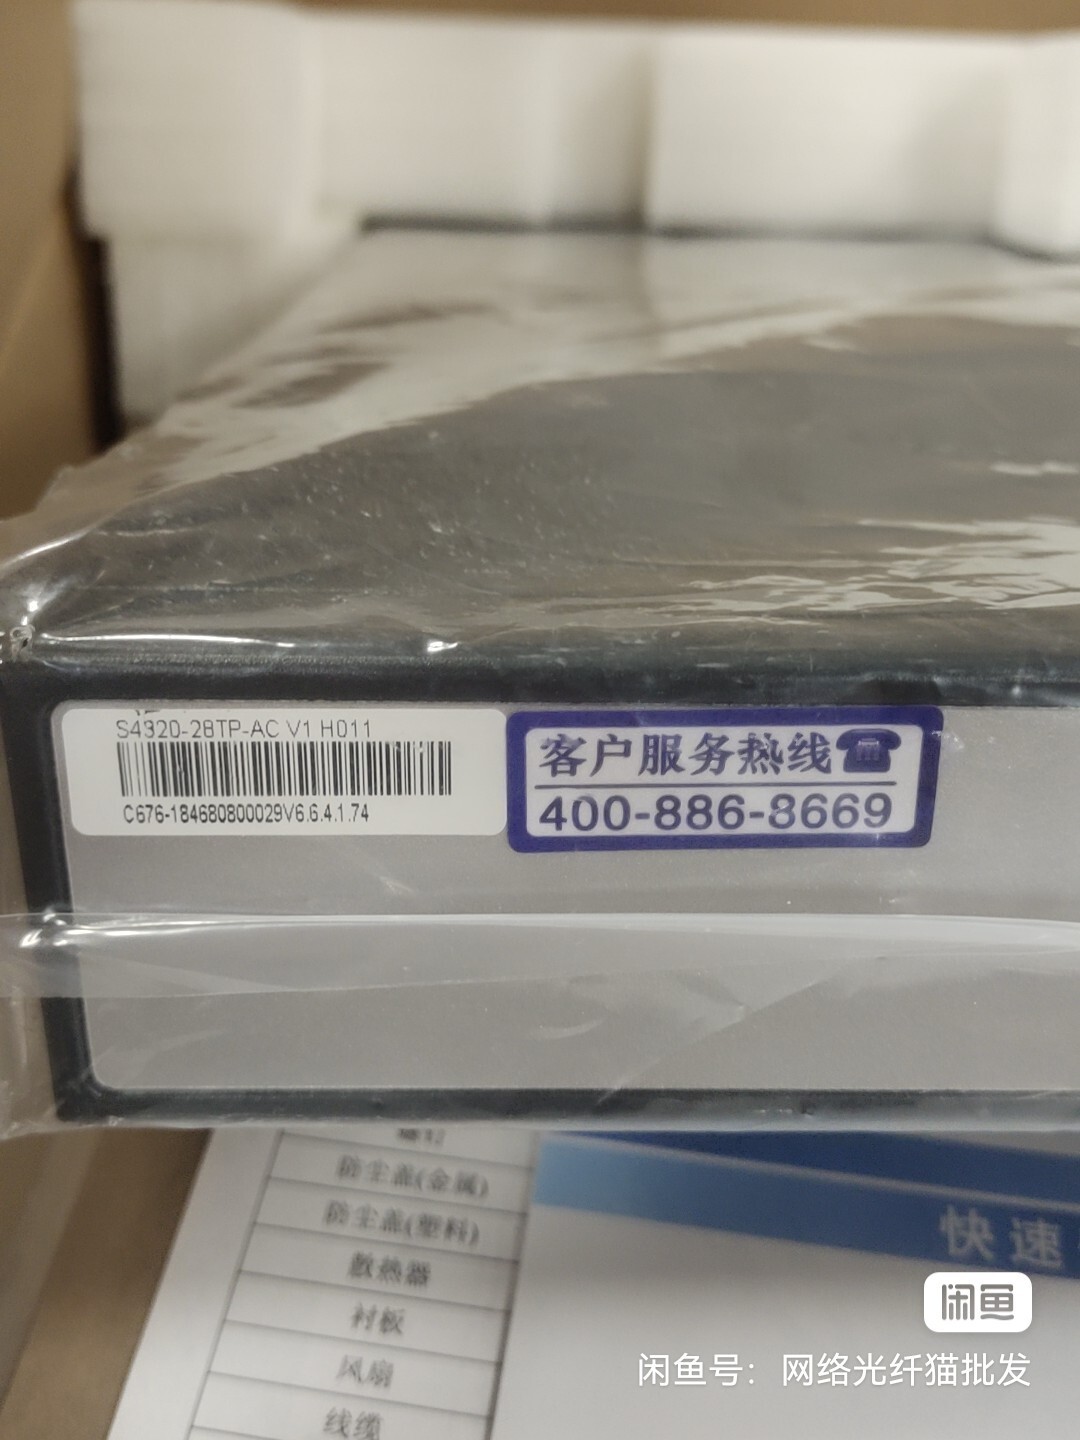 S4320-28TP-AC V1 H011
C676-184680800029V6.6.4.1.74
客户服务热线
400-886-8669
防尘盖(金属)
防尘盖(塑料)
散热器
衬板
风扇
线缆
快速
闲鱼
闲鱼号：网络光纤猫批发